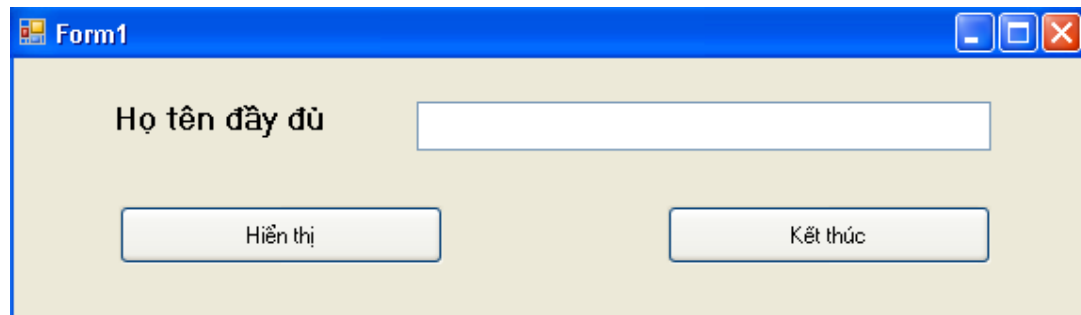 Form1
Họ tên đầy đủ
Hiển thị
Kết thúc